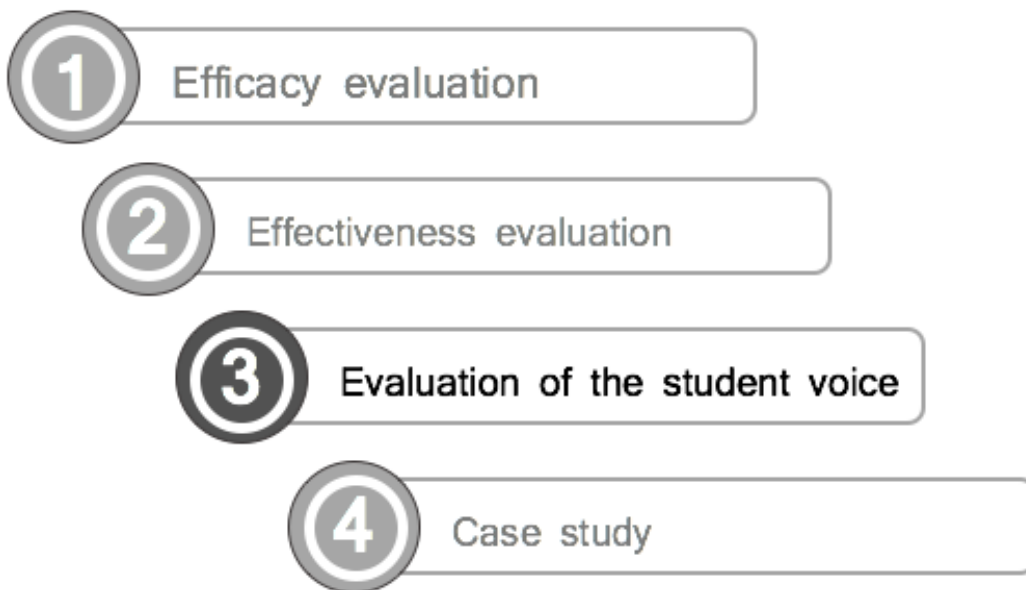 1 Efficacy evaluation
2 Effectiveness evaluation
3 Evaluation of the student voice
4 Case study